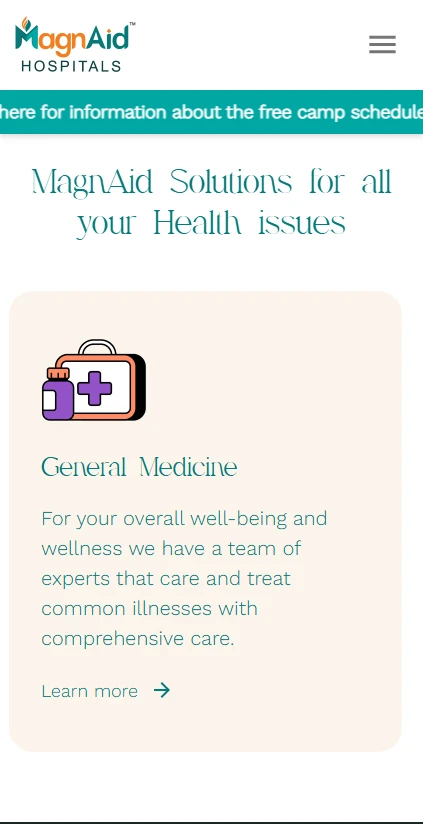 MagnAid™
HOSPITALS
here for information about the free camp schedule
MagnAid Solutions for all
your Health issues
General Medicine
For your overall well-being and
wellness we have a team of
experts that care and treat
common illnesses with
comprehensive care.
Learn more →